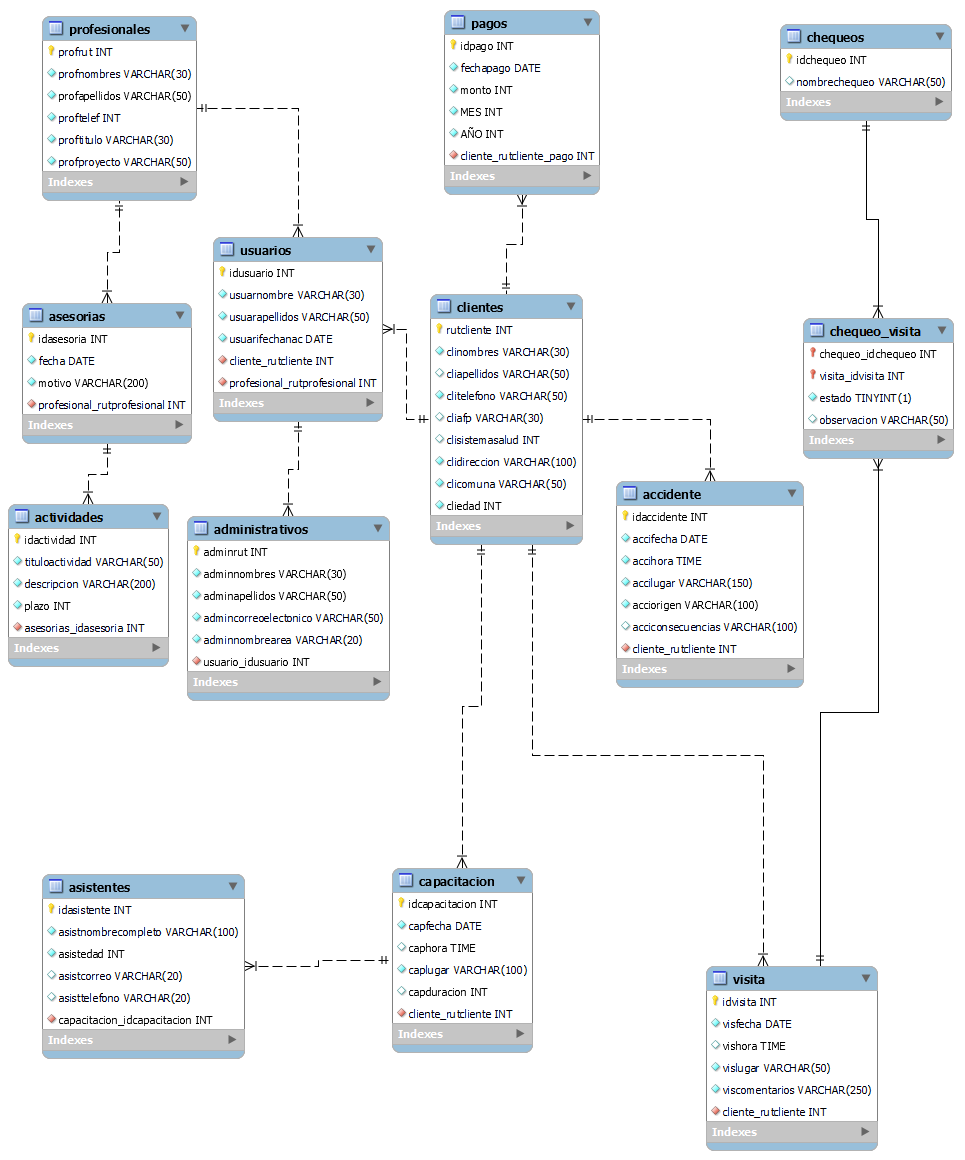 profesionales
profrut INT
profnombres VARCHAR(30)
profapellidos VARCHAR(50)
proftelef INT
proftitulo VARCHAR(30)
profproyecto VARCHAR(50)
Indexes
pagos
idpago INT
fechapago DATE
monto INT
MES INT
AÑO INT
cliente_rutcliente_pago INT
Indexes
chequeos
idchequeo INT
nombrechequeo VARCHAR(50)
Indexes
usuarios
idusuario INT
usuarnombre VARCHAR(30)
usuarapellidos VARCHAR(50)
usuarifechanac DATE
cliente_rutcliente INT
profesional_rutprofesional INT
Indexes
asesorias
idasesoria INT
fecha DATE
motivo VARCHAR(200)
profesional_rutprofesional INT
Indexes
clientes
rutcliente INT
clinombres VARCHAR(30)
cliapellidos VARCHAR(50)
clitelefono VARCHAR(50)
cliafp VARCHAR(30)
clisistemasalud INT
clidireccion VARCHAR(100)
clicomuna VARCHAR(50)
cliedad INT
Indexes
chequeo_visita
chequeo_idchequeo INT
visita_idvisita INT
estado TINYINT(1)
observacion VARCHAR(50)
Indexes
actividades
idactividad INT
tituloactividad VARCHAR(50)
descripcion VARCHAR(200)
plazo INT
asesorias_idasesoria INT
Indexes
administrativos
adminrut INT
adminnombres VARCHAR(30)
adminapellidos VARCHAR(50)
admincorreoelectonico VARCHAR(50)
adminnombrearea VARCHAR(20)
usuario_idusuario INT
Indexes
accidente
idaccidente INT
accifecha DATE
accihora TIME
accilugar VARCHAR(150)
acciorigen VARCHAR(100)
acciconsecuencias VARCHAR(100)
cliente_rutcliente INT
Indexes
asistentes
idasistente INT
asistnombrecompleto VARCHAR(100)
asistedad INT
asistcorreo VARCHAR(20)
asisttelefono VARCHAR(20)
capacitacion_idcapacitacion INT
Indexes
capacitacion
idcapacitacion INT
capfecha DATE
caphora TIME
caplugar VARCHAR(100)
capduracion INT
cliente_rutcliente INT
Indexes
visita
idvisita INT
visfecha DATE
vishora TIME
vislugar VARCHAR(50)
viscomentarios VARCHAR(250)
cliente_rutcliente INT
Indexes